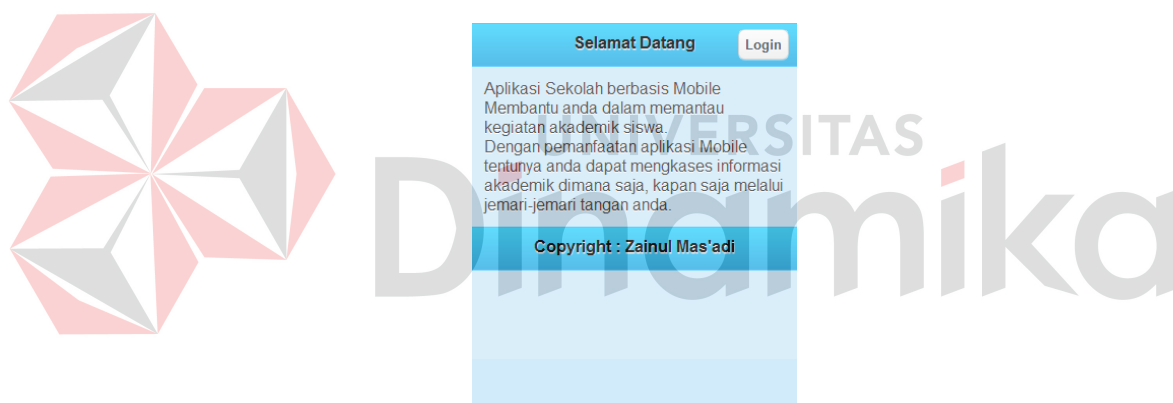 Selamat Datang
Login
Aplikasi Sekolah berbasis Mobile
Membantu anda dalam memantau
kegiatan akademik siswa.
Dengan pemanfaatan aplikasi Mobile
tentunya anda dapat mengkases informasi
akademik dimana saja, kapan saja melalui
jemari-jemari tangan anda.
Copyright : Zainul Mas'adi
UNIVERSITAS
Dinamika